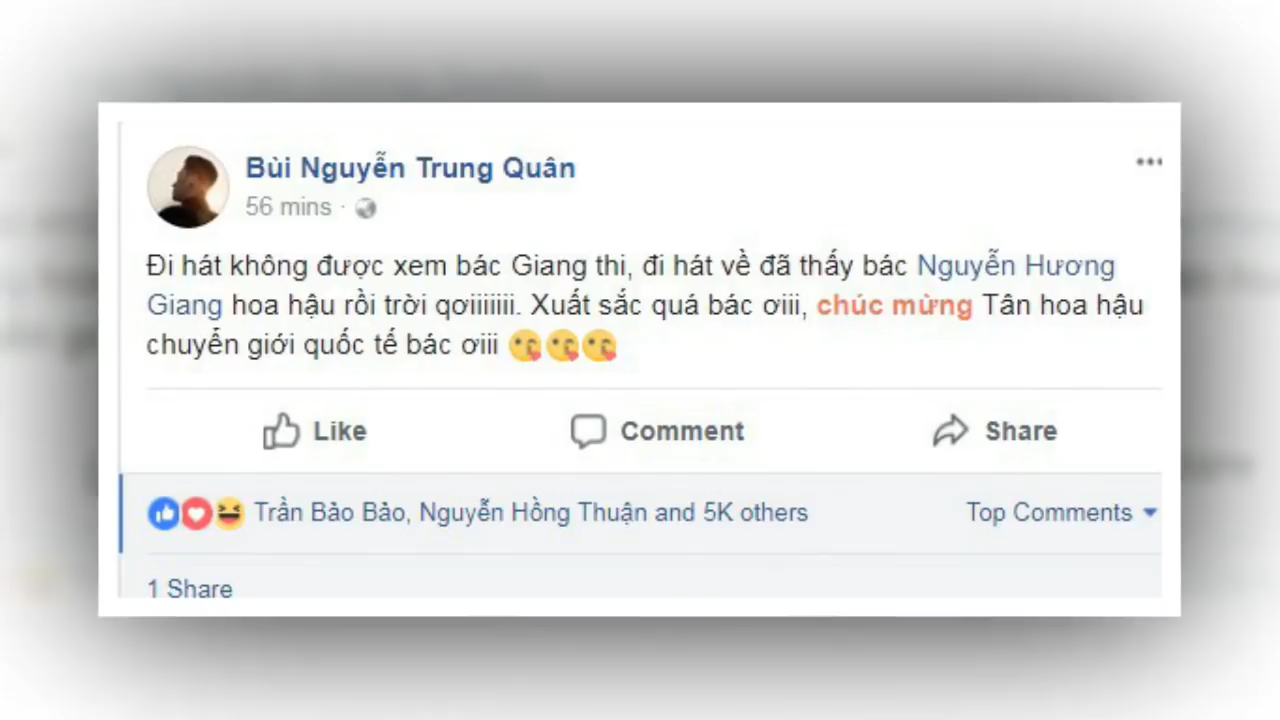 Bùi Nguyễn Trung Quân
56 mins ·
Đi hát không được xem bác Giang thi, đi hát về đã thấy bác Nguyễn Hương
Giang hoa hậu rồi trời qơiiiiiii. Xuất sắc quá bác ơiii, chúc mừng Tân hoa hậu
chuyển giới quốc tế bác ơiii
Like Comment Share
Trần Bảo Bảo, Nguyễn Hồng Thuận and 5K others Top Comments
1 Share